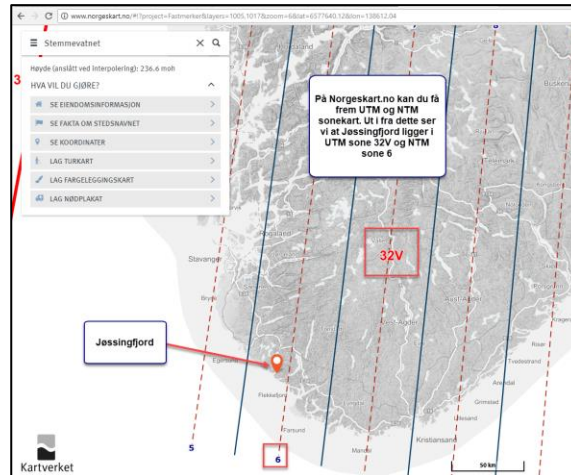 www.norgeskart.no/#!?project=Fastmerker&layers=1005,1017&zoom=6&lat=6577640.12&lon=138612.04
Stemmevatnet
Høyde (anslått ved interpolering): 236.6 moh
HVA VIL DU GJØRE?
SE EIENDOMSINFORMASJON
SE FAKTA OM STEDSNAVNET
SE KOORDINATER
LAG TURKART
LAG FARGELEGGINGSKART
LAG NØDPLAKAT
3
På Norgeskart.no kan du få
frem UTM og NTM
sonekart. Ut i fra dette ser
vi at Jøssingfjord ligger i
UTM sone 32V og NTM
sone 6
Buskerud
Telemark
Rogaland
Stavanger
32V
Aust-Agder
Vest-Agder
Bryne
Jøssingfjord
Egersund
Flekkefjord
Farsund
Mandal
Kristiansand
Grimstad
Arendal
Tvedestrand
Risør
Kragerø
5
6
50 km
Kartverket